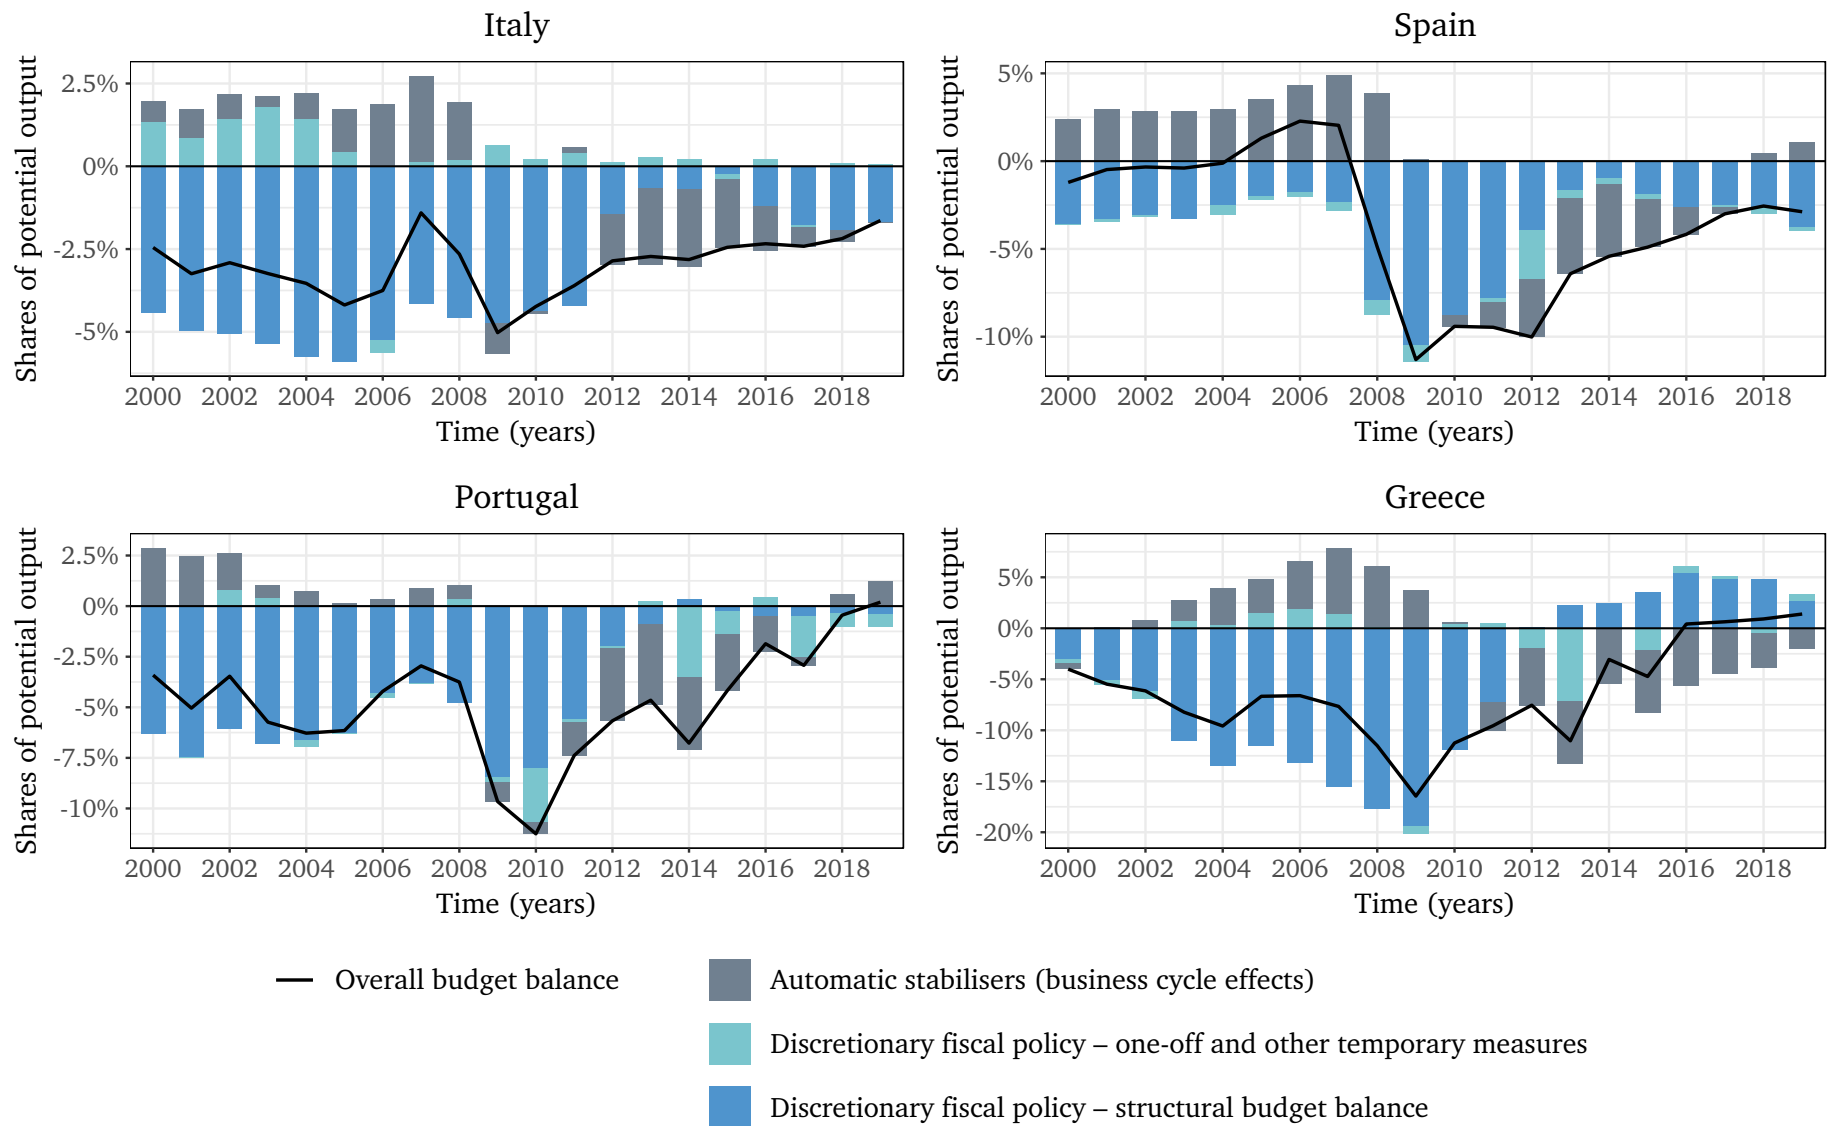 Italy
Shares of potential output
2.5%
0%
-2.5%
-5%
2000 2002 2004 2006 2008 2010 2012 2014 2016 2018
Time (years)
Spain
Shares of potential output
5%
0%
-5%
-10%
2000 2002 2004 2006 2008 2010 2012 2014 2016 2018
Time (years)
Portugal
Shares of potential output
2.5%
0%
-2.5%
-5%
-7.5%
-10%
2000 2002 2004 2006 2008 2010 2012 2014 2016 2018
Time (years)
Greece
Shares of potential output
5%
0%
-5%
-10%
-15%
-20%
2000 2002 2004 2006 2008 2010 2012 2014 2016 2018
Time (years)
Overall budget balance
Automatic stabilisers (business cycle effects)
Discretionary fiscal policy – one-off and other temporary measures
Discretionary fiscal policy – structural budget balance